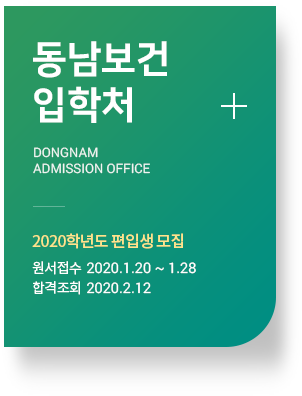 동남보건
입학처
DONGNAM
ADMISSION OFFICE
2020학년도 편입생 모집
원서접수 2020.1.20 ~ 1.28
합격조회 2020.2.12